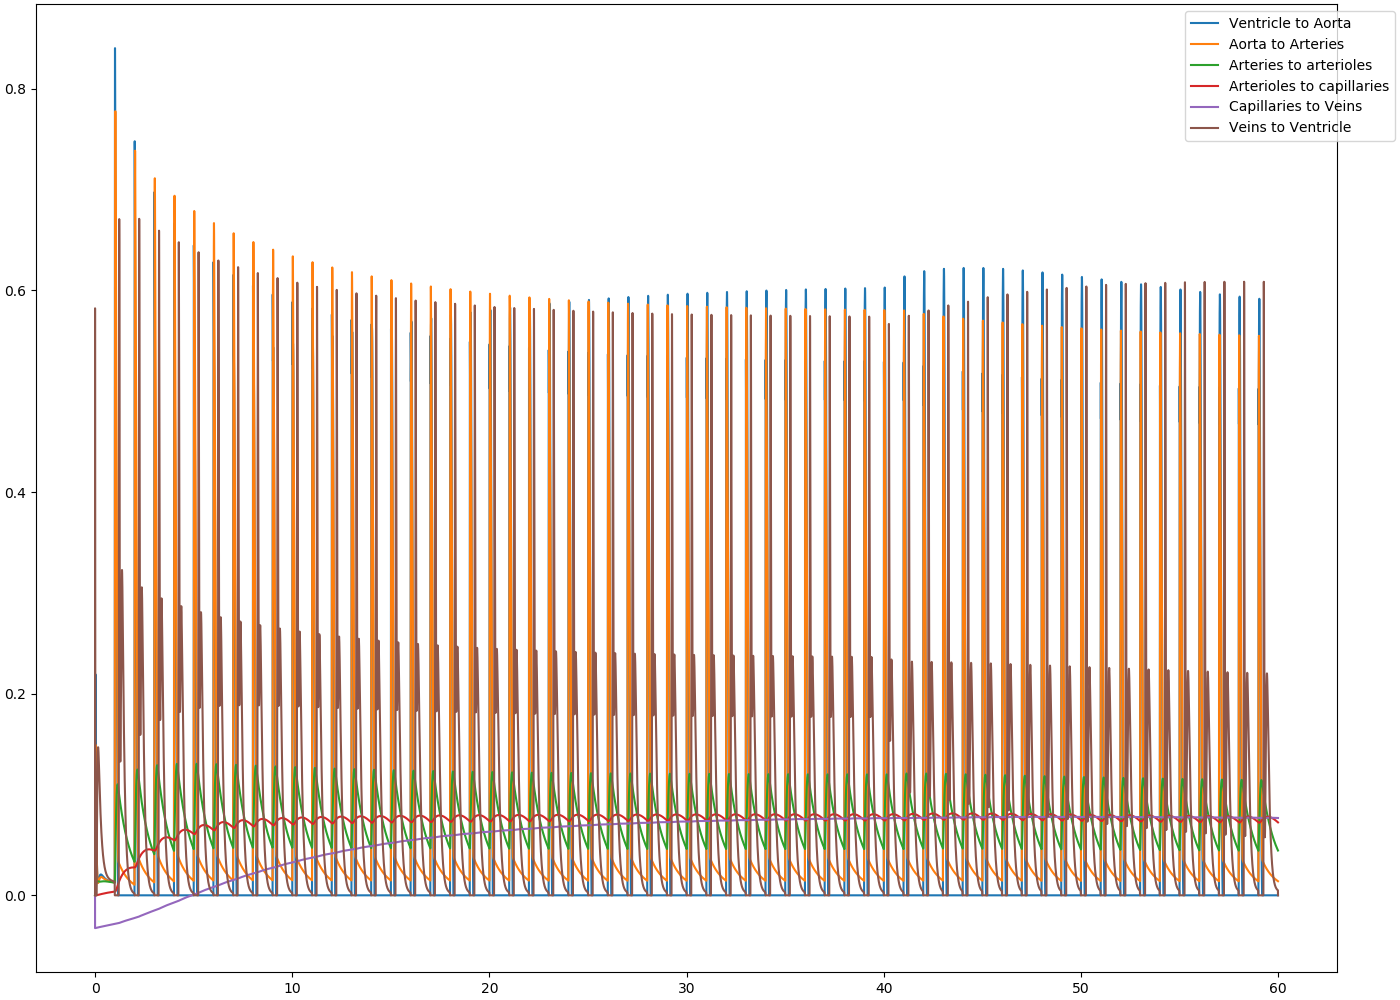 Ventricle to Aorta
Aorta to Arteries
Arteries to arterioles
Arterioles to capillaries
Capillaries to Veins
Veins to Ventricle
0.8
0.6
0.4
0.2
0.0
0 10 20 30 40 50 60